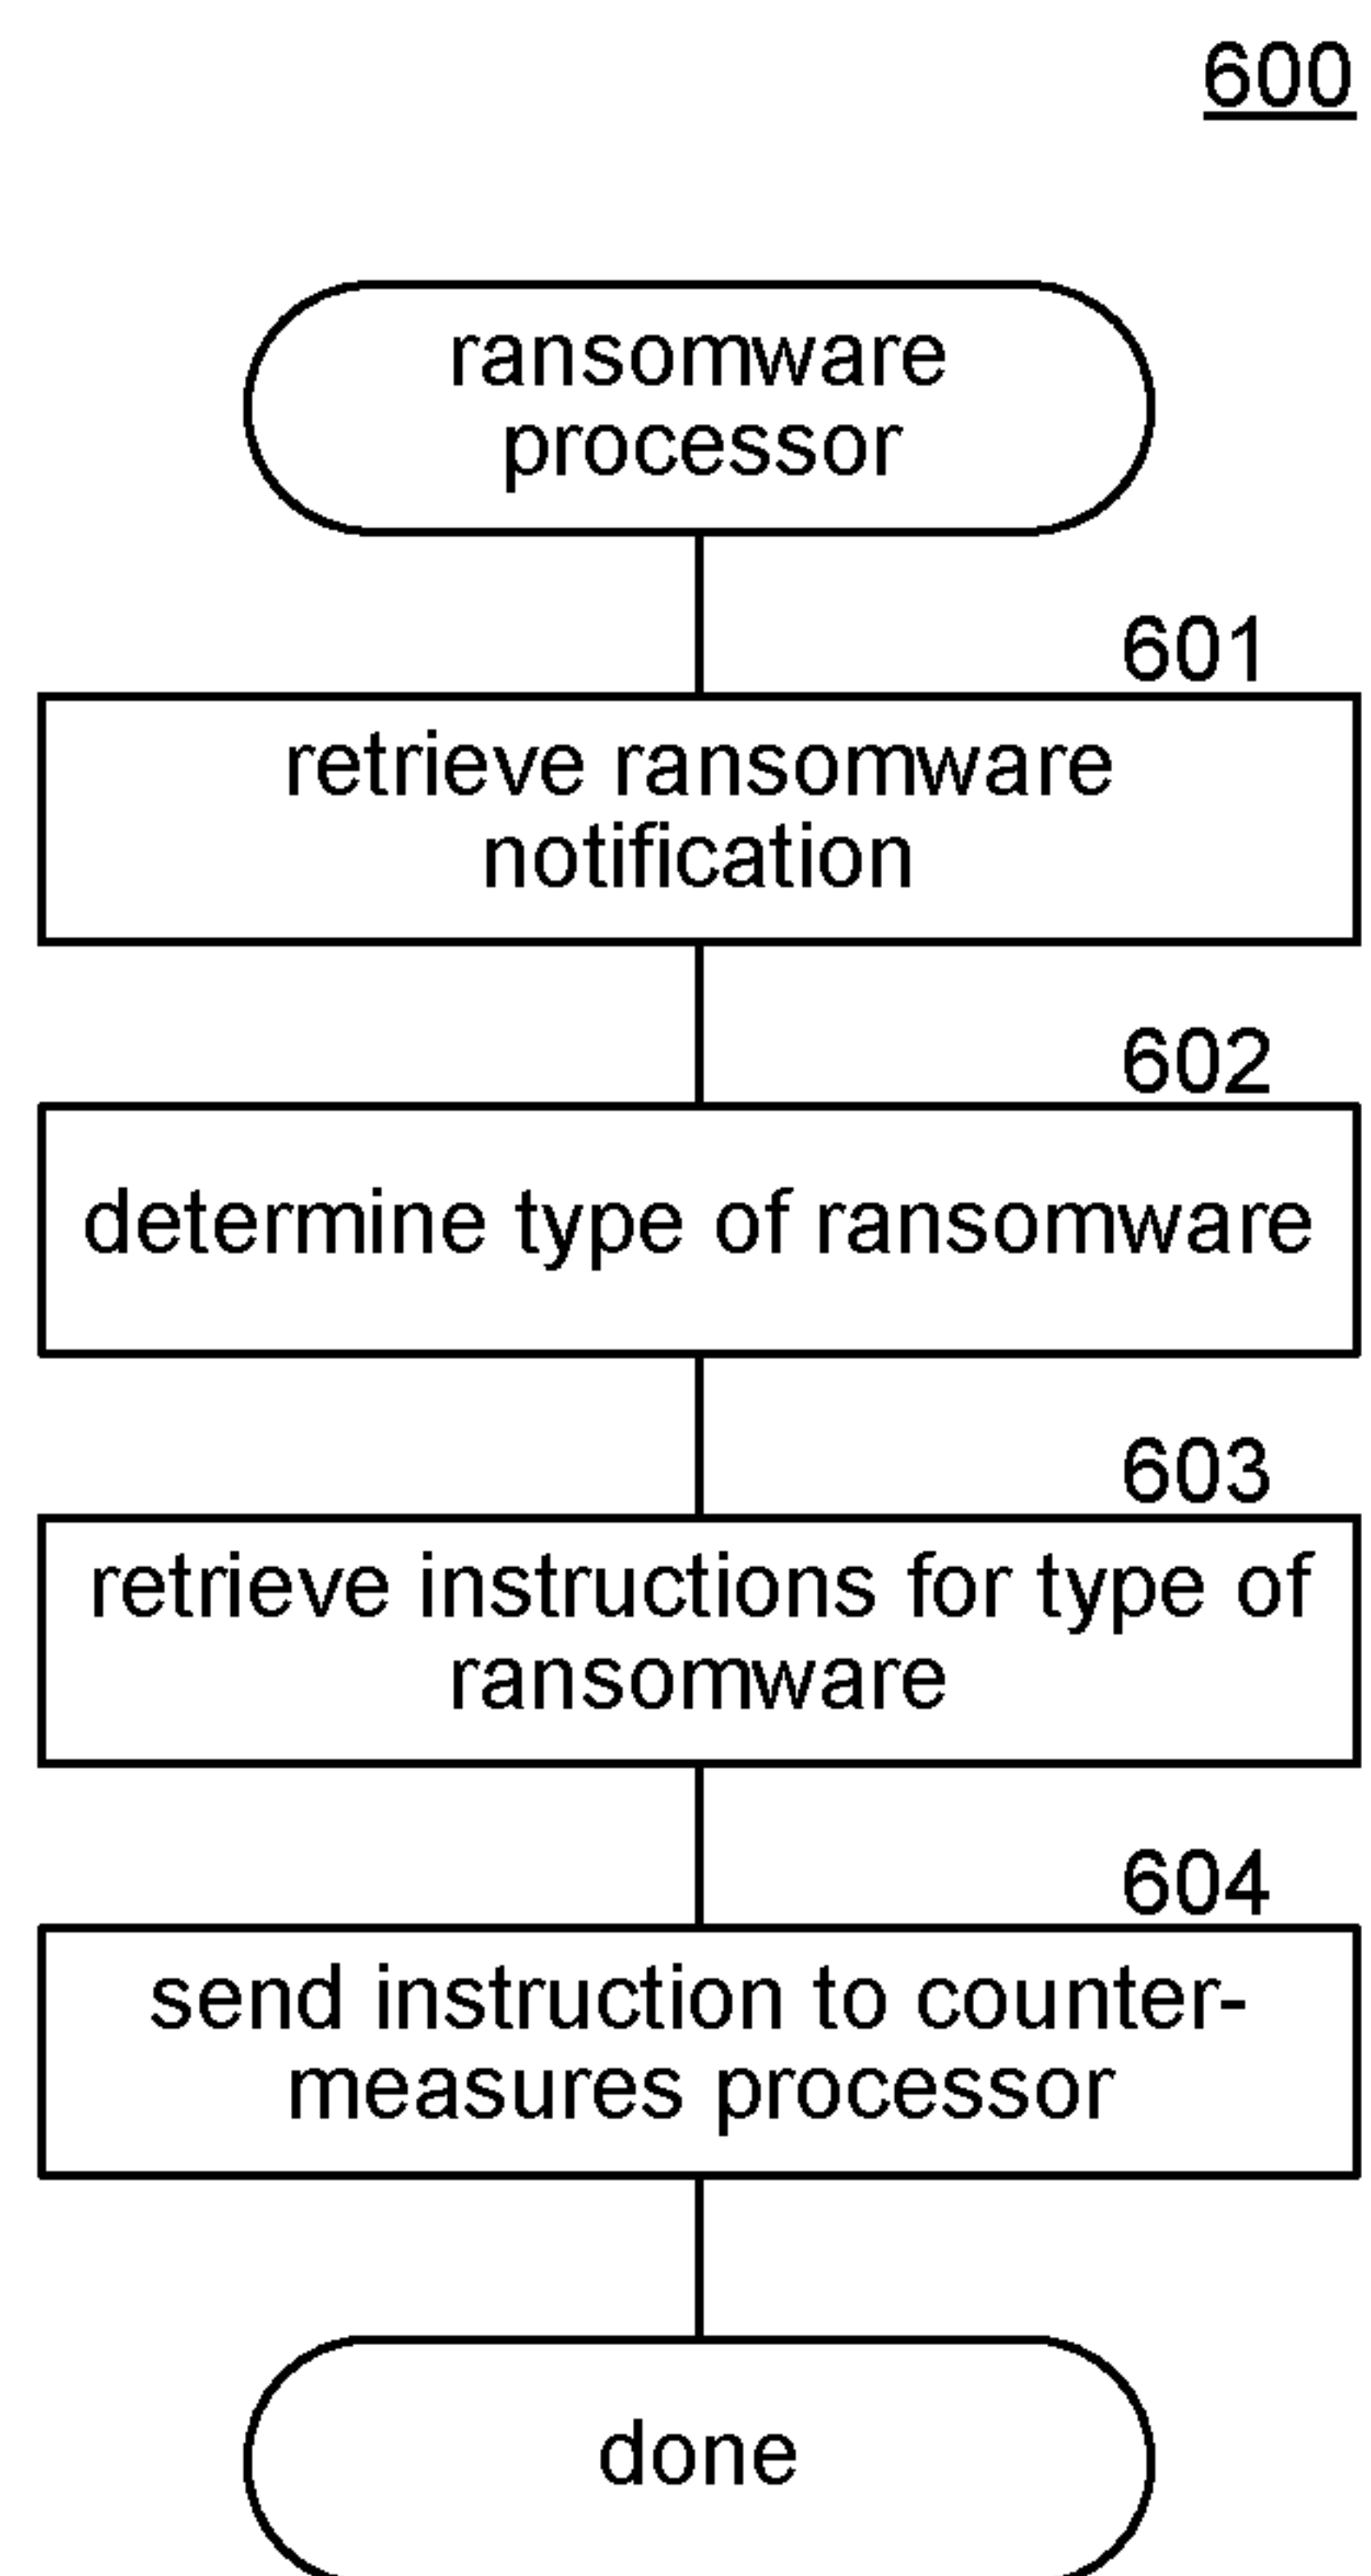 600
ransomware
processor
601
retrieve ransomware
notification
602
determine type of ransomware
603
retrieve instructions for type of
ransomware
604
send instruction to counter-
measures processor
done